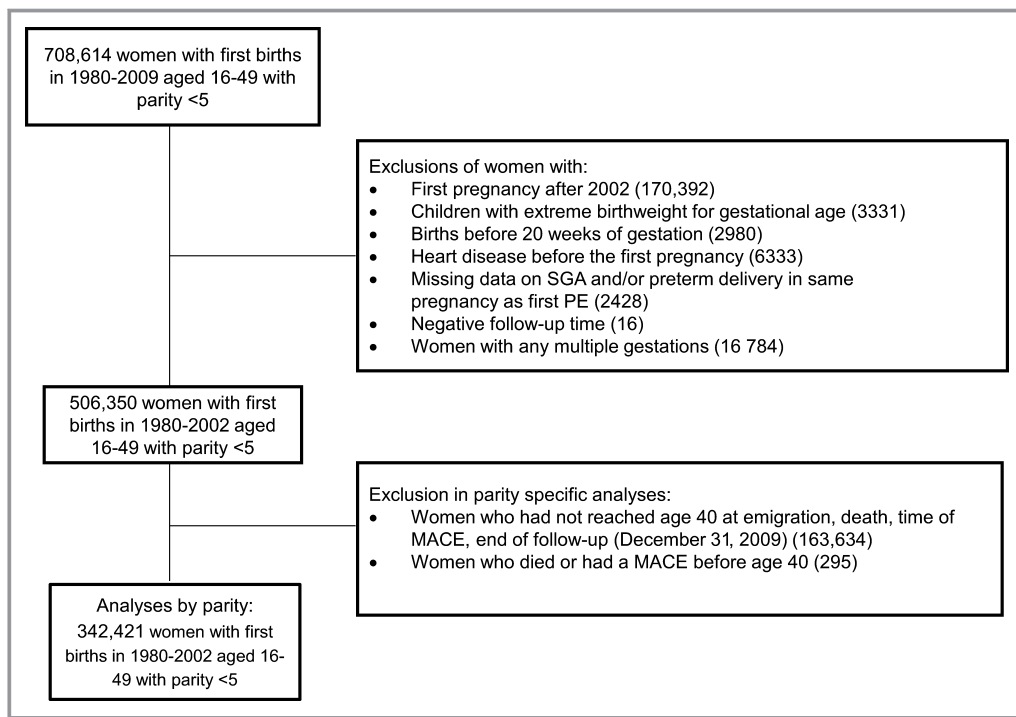 708,614 women with first births
in 1980-2009 aged 16-49 with
parity <5
Exclusions of women with:
• First pregnancy after 2002 (170,392)
• Children with extreme birthweight for gestational age (3331)
• Births before 20 weeks of gestation (2980)
• Heart disease before the first pregnancy (6333)
• Missing data on SGA and/or preterm delivery in same
pregnancy as first PE (2428)
• Negative follow-up time (16)
• Women with any multiple gestations (16 784)
506,350 women with first
births in 1980-2002 aged
16-49 with parity <5
Exclusion in parity specific analyses:
• Women who had not reached age 40 at emigration, death, time of
MACE, end of follow-up (December 31, 2009) (163,634)
• Women who died or had a MACE before age 40 (295)
Analyses by parity:
342,421 women with first
births in 1980-2002 aged 16-
49 with parity <5